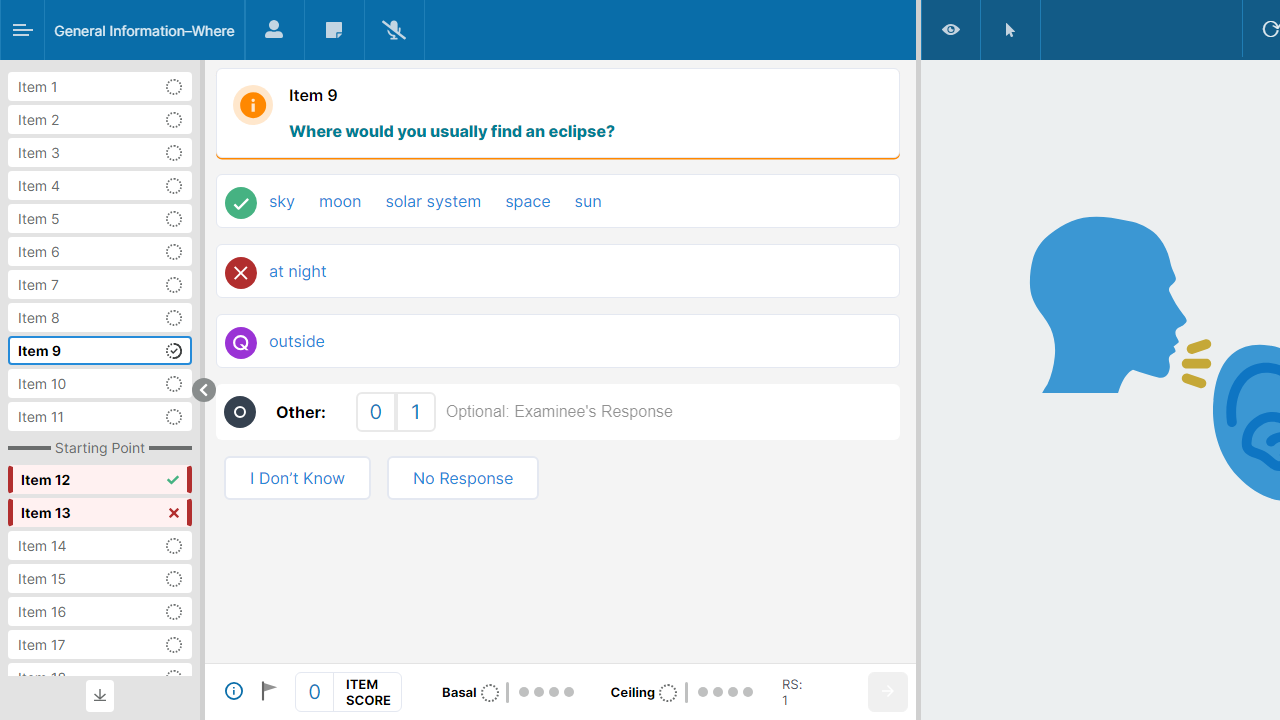 General Information–Where
Item 1
Item 2
Item 3
Item 4
Item 5
Item 6
Item 7
Item 8
Item 9
Item 10
Item 11
Starting Point
Item 12
Item 13
Item 14
Item 15
Item 16
Item 17
Item 18
Item 9
Where would you usually find an eclipse?
sky moon solar system space sun
at night
Q outside
Other: 0 1 Optional: Examinee's Response
I Don’t Know No Response
0 ITEM SCORE
Basal
Ceiling
RS:
1